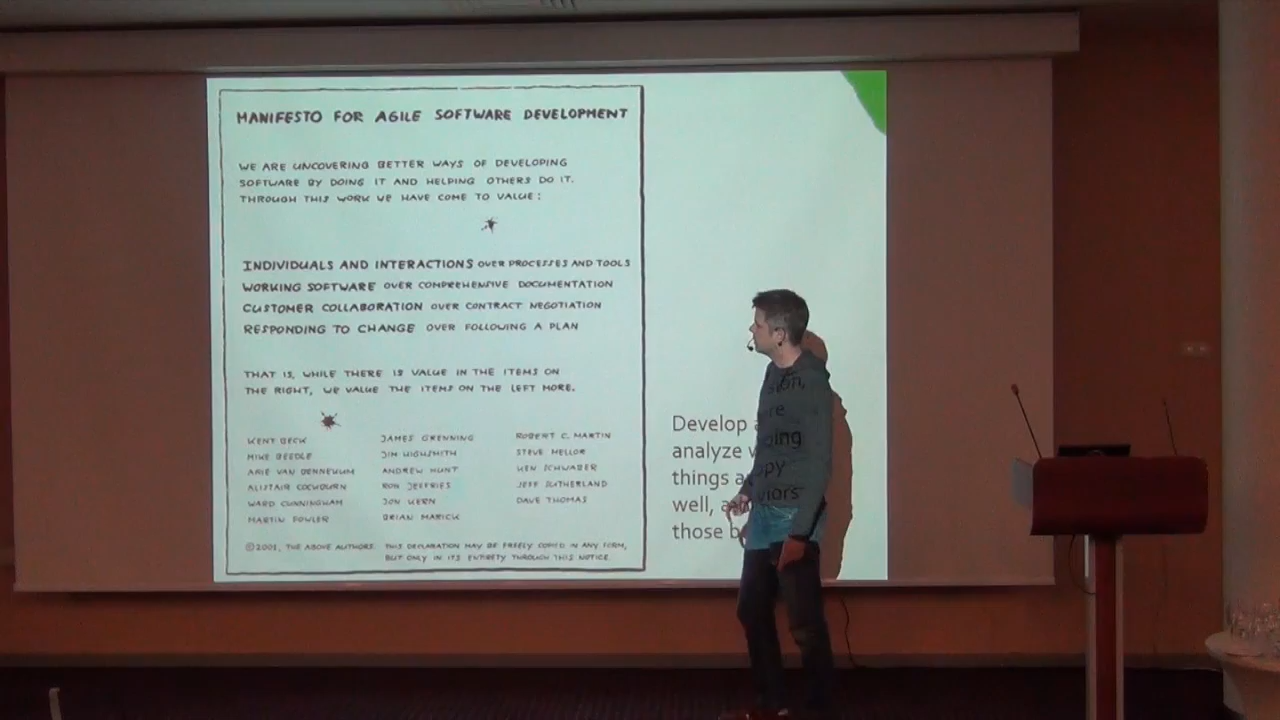 MANIFESTO FOR AGILE SOFTWARE DEVELOPMENT
WE ARE UNCOVERING BETTER WAYS OF DEVELOPING
SOFTWARE BY DOING IT AND HELPING OTHERS DO IT.
THROUGH THIS WORK WE HAVE COME TO VALUE:
INDIVIDUALS AND INTERACTIONS OVER PROCESSES AND TOOLS
WORKING SOFTWARE OVER COMPREHENSIVE DOCUMENTATION
CUSTOMER COLLABORATION OVER CONTRACT NEGOTIATION
RESPONDING TO CHANGE OVER FOLLOWING A PLAN
THAT IS, WHILE THERE IS VALUE IN THE ITEMS ON
THE RIGHT, WE VALUE THE ITEMS ON THE LEFT MORE.
KENT BECK
MIKE BEEDLE
ARIE VAN BENNEKUM
ALISTAIR COCKBURN
WARD CUNNINGHAM
MARTIN FOWLER
JAMES GRENNING
JIM HIGHSMITH
ANDREW HUNT
RON JEFFRIES
JON KERN
BRIAN MARICK
ROBERT C. MARTIN
STEVE MELLOR
KEN SCHWABER
JEFF SUTHERLAND
DAVE THOMAS
©2001, THE ABOVE AUTHORS. THIS DECLARATION MAY BE FREELY COPIED IN ANY FORM,
BUT ONLY IN ITS ENTIRETY THROUGH THIS NOTICE.
Develop
analyze
things
well,
those